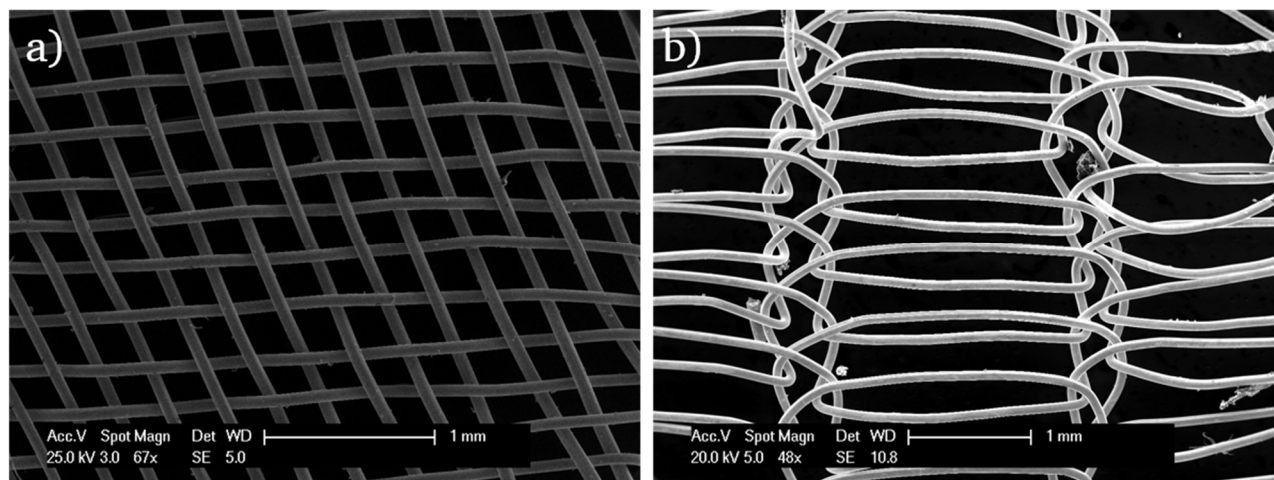 a)
Acc.V Spot Magn Det WD 1 mm
25.0 kV 3.0 67x SE 5.0
b)
Acc.V Spot Magn Det WD 1 mm
20.0 kV 5.0 48x SE 10.8